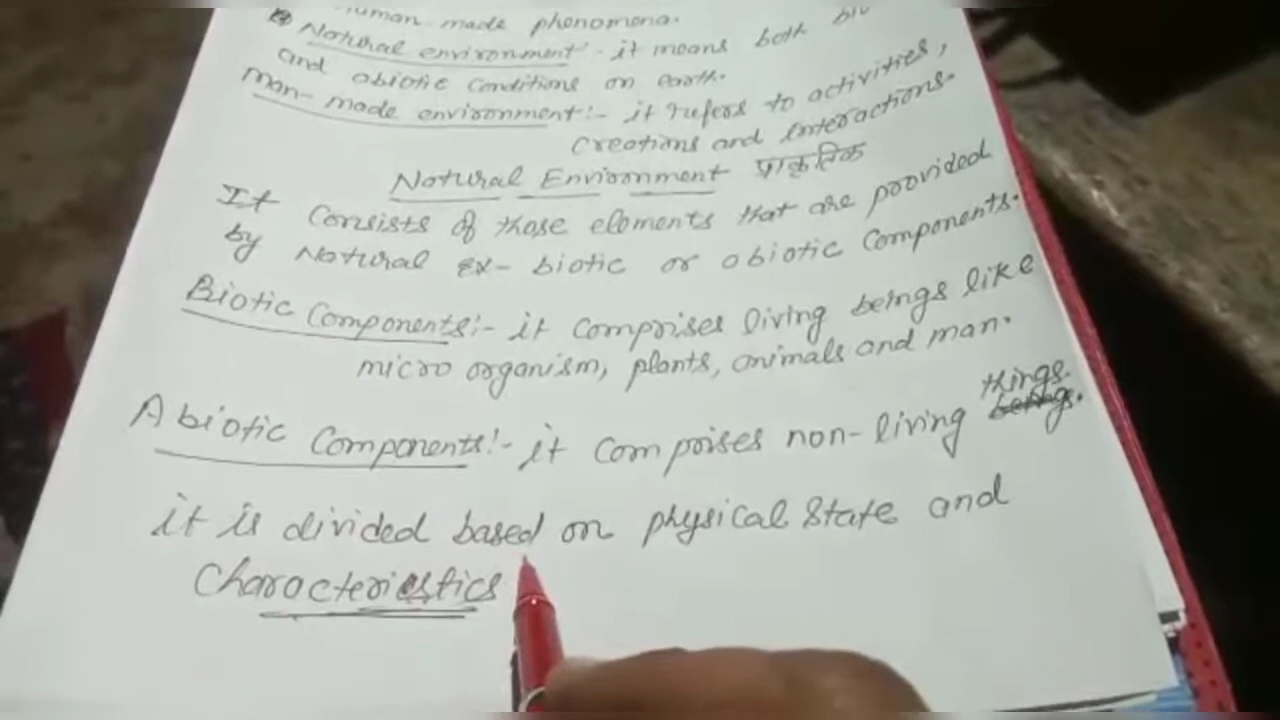 human-made phenomena.
Natural environment:- it means both
and abiotic conditions on earth.
Man-made environment:- it refers to activities,
creations and interactions.
Natural Environment प्राकृतिक
It consists of those elements that are provided
by Natural Ex- biotic or abiotic components.
Biotic Components:- it comprises living beings like
micro organism, plants, animals and man.
things.
Abiotic Components:- it comprises non-living beings.
it is divided based on physical state and
characteristics